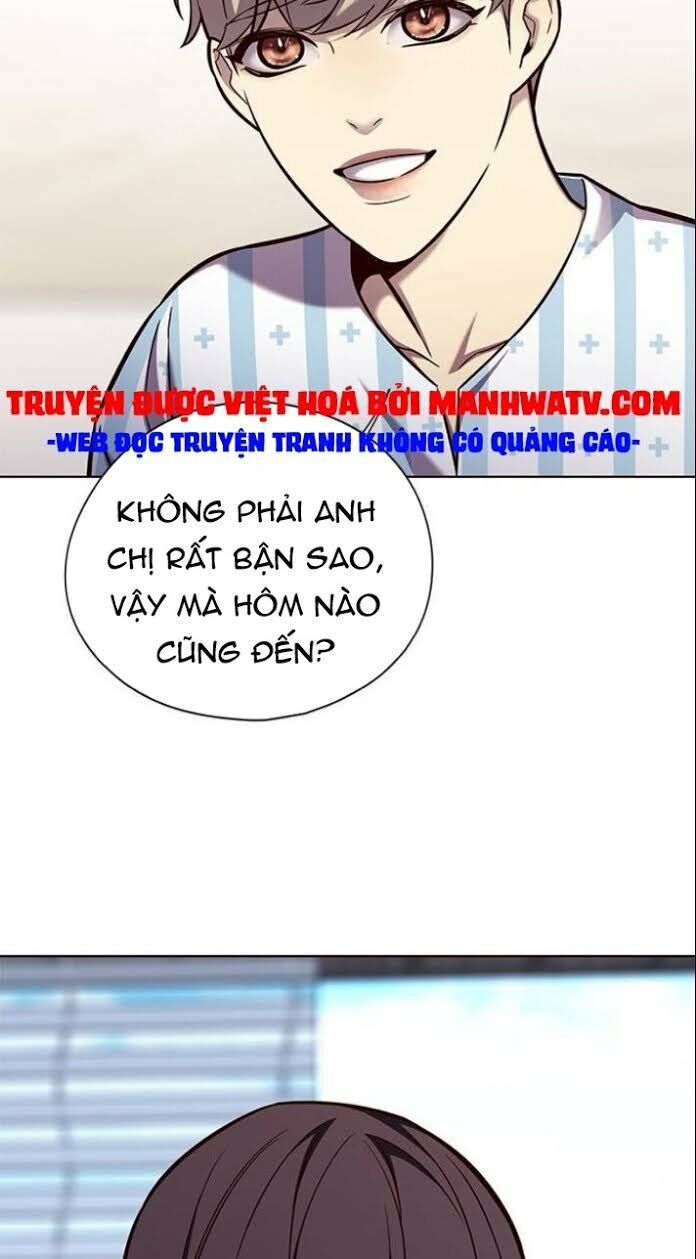 TRUYỆN ĐƯỢC VIỆT HOÁ BỞI MANHWATV.COM
-WEB ĐỌC TRUYỆN TRANH KHÔNG CÓ QUẢNG CÁO-
KHÔNG PHẢI ANH
CHỊ RẤT BẬN SAO,
VẬY MÀ HÔM NÀO
CŨNG ĐẾN?